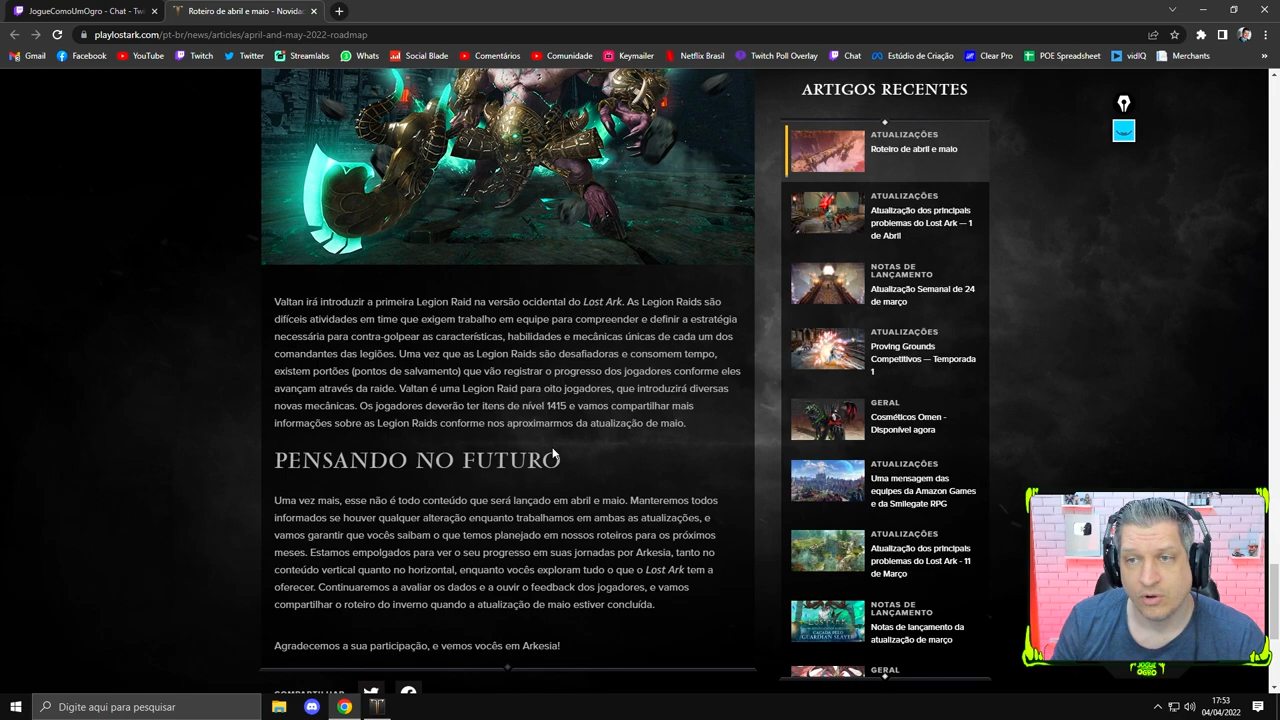 JogueComoUmOgro - Chat - Twitch
Roteiro de abril e maio - Novidad
playlostark.com/pt-br/news/articles/april-and-may-2022-roadmap
Gmail
Facebook
YouTube
Twitch
Twitter
Streamlabs
Whats
Social Blade
Comentários
Comunidade
Keymailer
Netflix Brasil
Twitch Poll Overlay
Chat
Estúdio de Criação
Clear Pro
POE Spreadsheet
vidIQ
Merchants
Valtan irá introduzir a primeira Legion Raid na versão ocidental do Lost Ark. As Legion Raids são
difíceis atividades em time que exigem trabalho em equipe para compreender e definir a estratégia
necessária para contra-golpear as características, habilidades e mecânicas únicas de cada um dos
comandantes das legiões. Uma vez que as Legion Raids são desafiadoras e consomem tempo,
existem portões (pontos de salvamento) que vão registrar o progresso dos jogadores conforme eles
avançam através da raide. Valtan é uma Legion Raid para oito jogadores, que introduzirá diversas
novas mecânicas. Os jogadores deverão ter itens de nível 1415 e vamos compartilhar mais
informações sobre as Legion Raids conforme nos aproximarmos da atualização de maio.
PENSANDO NO FUTURO
Uma vez mais, esse não é todo conteúdo que será lançado em abril e maio. Manteremos todos
informados se houver qualquer alteração enquanto trabalhamos em ambas as atualizações, e
vamos garantir que vocês saibam o que temos planejado em nossos roteiros para os próximos
meses. Estamos empolgados para ver o seu progresso em suas jornadas por Arkesia, tanto no
conteúdo vertical quanto no horizontal, enquanto vocês exploram tudo o que o Lost Ark tem a
oferecer. Continuaremos a avaliar os dados e a ouvir o feedback dos jogadores, e vamos
compartilhar o roteiro do inverno quando a atualização de maio estiver concluída.
Agradecemos a sua participação, e vemos vocês em Arkesia!
COMPARTILHAR
ARTIGOS RECENTES
ATUALIZAÇÕES
Roteiro de abril e maio
ATUALIZAÇÕES
Atualização dos principais
problemas do Lost Ark — 1
de Abril
NOTAS DE
LANÇAMENTO
Atualização Semanal de 24
de março
ATUALIZAÇÕES
Proving Grounds
Competitivos — Temporada
1
GERAL
Cosméticos Omen -
Disponível agora
ATUALIZAÇÕES
Uma mensagem das
equipes da Amazon Games
e da Smilegate RPG
ATUALIZAÇÕES
Atualização dos principais
problemas do Lost Ark - 11
de Março
NOTAS DE
LANÇAMENTO
Notas de lançamento da
atualização de março
GERAL
JOGUE
OGRO
Digite aqui para pesquisar
17:53
04/04/2022